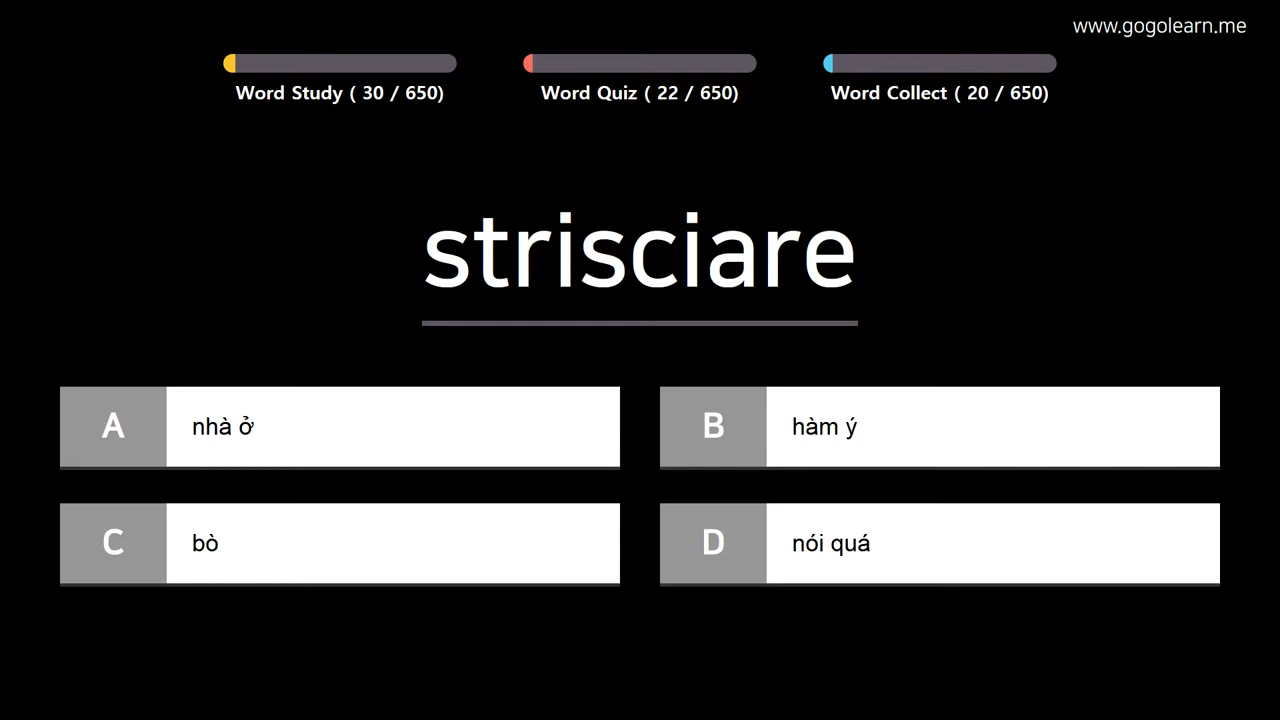 www.gogolearn.me
Word Study ( 30 / 650)
Word Quiz ( 22 / 650)
Word Collect ( 20 / 650)
strisciare
A nhà ở
B hàm ý
C bò
D nói quá